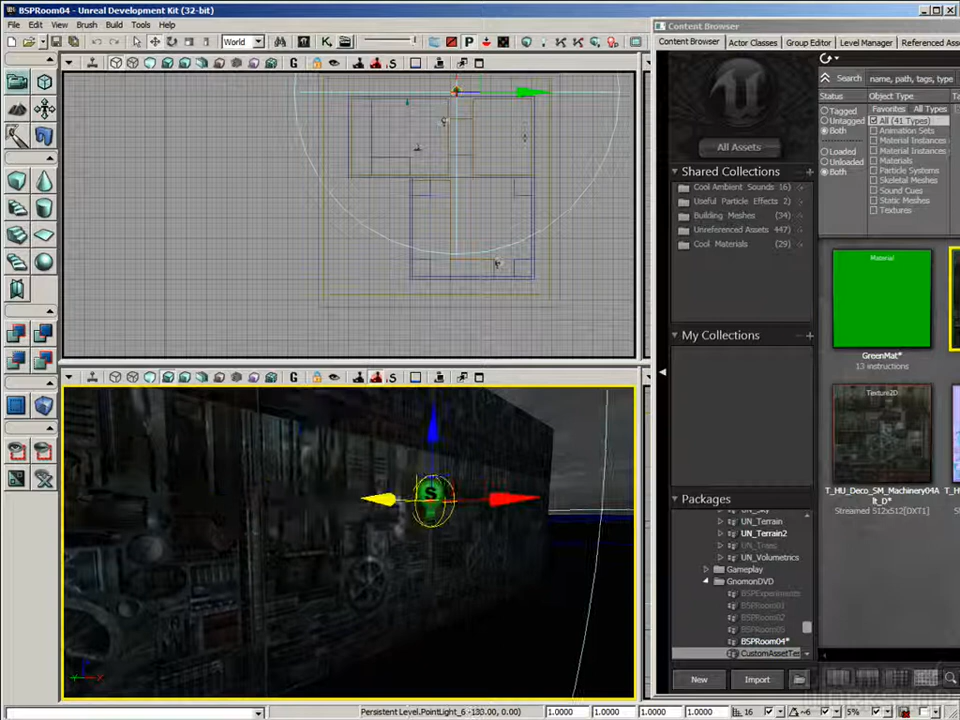 BSPRoom04 - Unreal Development Kit (32-bit)
File Edit View Brush Build Tools Help
World
Content Browser
Content Browser Actor Classes Group Editor Level Manager Referenced Asse
Search name, path, tags, type
Status Object Type
Favorites All Types
Tagged
Untagged
Both
Loaded
Unloaded
Both
All (41 Types)
Animation Sets
Material Instances
Material Instances
Materials
Particle Systems
Skeletal Meshes
Sound Cues
Static Meshes
Textures
All Assets
Shared Collections
Cool Ambient Sounds 16)
Useful Particle Effects 2)
Building Meshes (34)
Unreferenced Assets 447)
Cool Materials (29)
My Collections
Material
GreenMat*
13 instructions
Texture2D
T_HU_Deco_SM_Machinery04A
lt_D*
Streamed 512x512[DXT1]
T_H
Str
Packages
UN_Sky
UN_Terrain
UN_Terrain2
UN_Trees
UN_Volumetrics
Gameplay
GnomonDVD
BSPExperiments
BSPRoom01
BSPRoom02
BSPRoom03
BSPRoom04*
CustomAssetTes
New Import
S
Persistent Level.PointLight_6 -130.00, 0.00) 1.0000 1.0000 1.0000 1.0000 16 6 5%